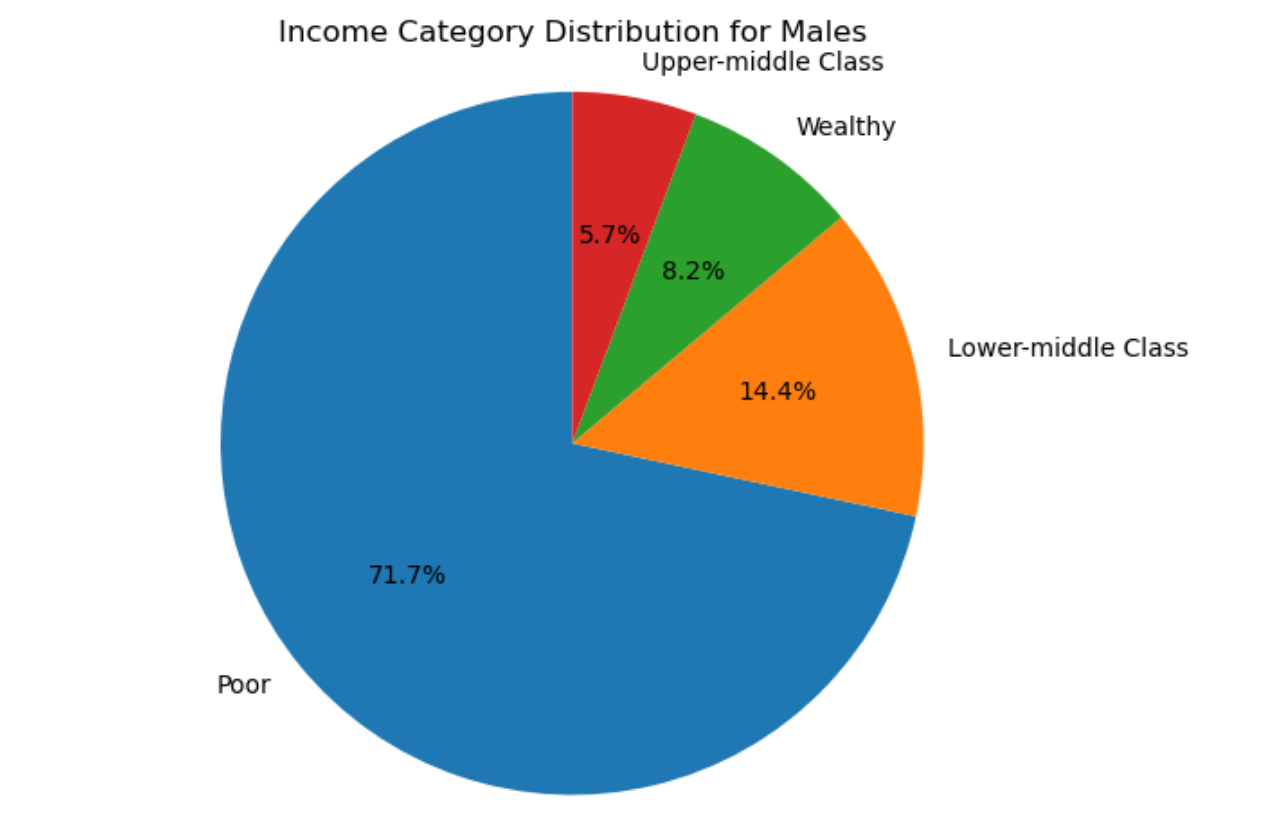 Income Category Distribution for Males
Upper-middle Class
Wealthy
5.7%
8.2%
Lower-middle Class
14.4%
71.7%
Poor